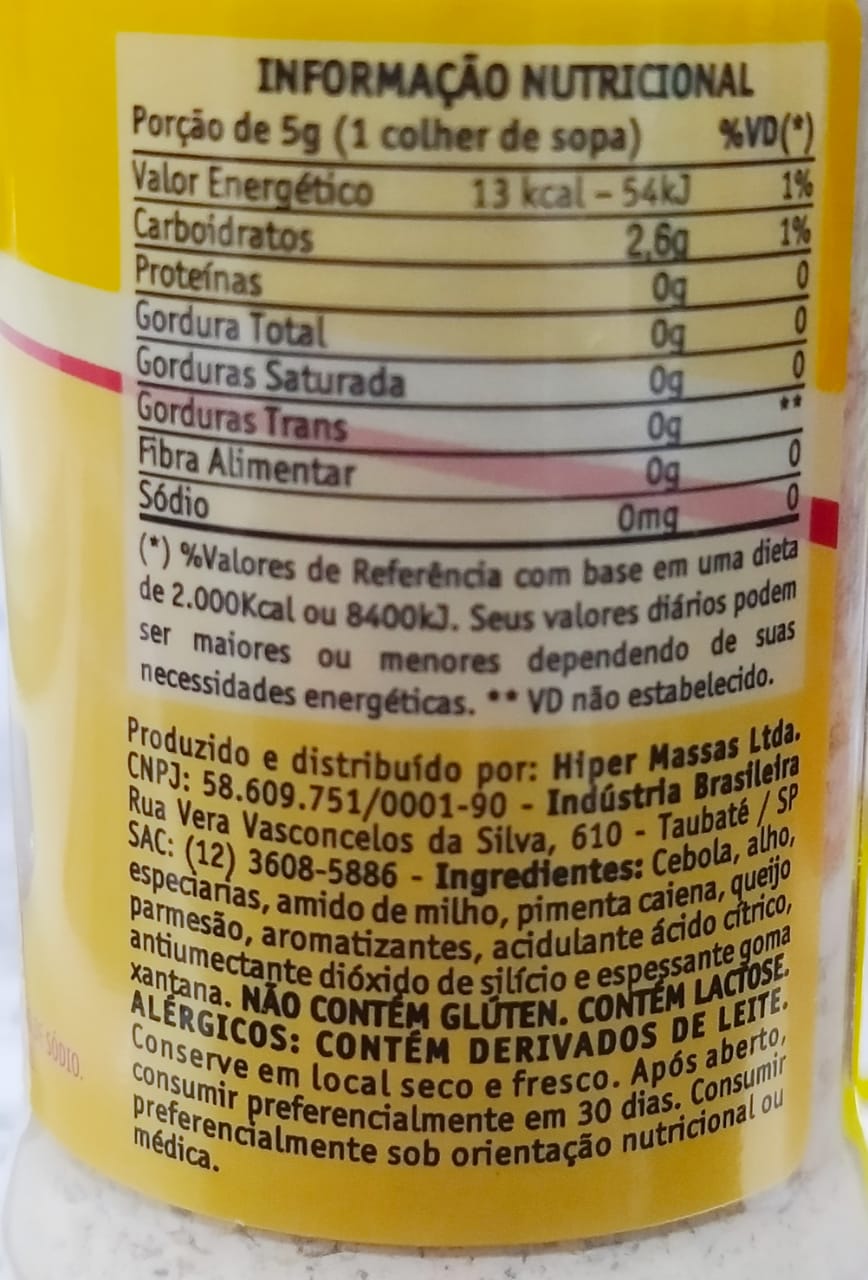 INFORMAÇÃO NUTRICIONAL
Porção de 5g (1 colher de sopa) %VD(*)
Valor Energético 13 kcal – 54kJ 1%
Carboidratos 2,6g 1%
Proteínas 0g 0
Gordura Total 0g 0
Gorduras Saturada 0g 0
Gorduras Trans 0g **
Fibra Alimentar 0g 0
Sódio 0mg 0
(*) %Valores de Referência com base em uma dieta
de 2.000Kcal ou 8400kJ. Seus valores diários podem
ser maiores ou menores dependendo de suas
necessidades energéticas. ** VD não estabelecido.
Produzido e distribuído por: Hiper Massas Ltda.
CNPJ: 58.609.751/0001-90 - Indústria Brasileira
Rua Vera Vasconcelos da Silva, 610 - Taubaté / SP
SAC: (12) 3608-5886 - Ingredientes: Cebola, alho,
especiarias, amido de milho, pimenta caiena, queijo
parmesão, aromatizantes, acidulante ácido cítrico,
antiumectante dióxido de silício e espessante goma
xantana. NÃO CONTÉM GLÚTEN. CONTÉM LACTOSE.
ALÉRGICOS: CONTÉM DERIVADOS DE LEITE.
Conserve em local seco e fresco. Após aberto,
consumir preferencialmente em 30 dias. Consumir
preferencialmente sob orientação nutricional ou
médica.
SÓDIO.